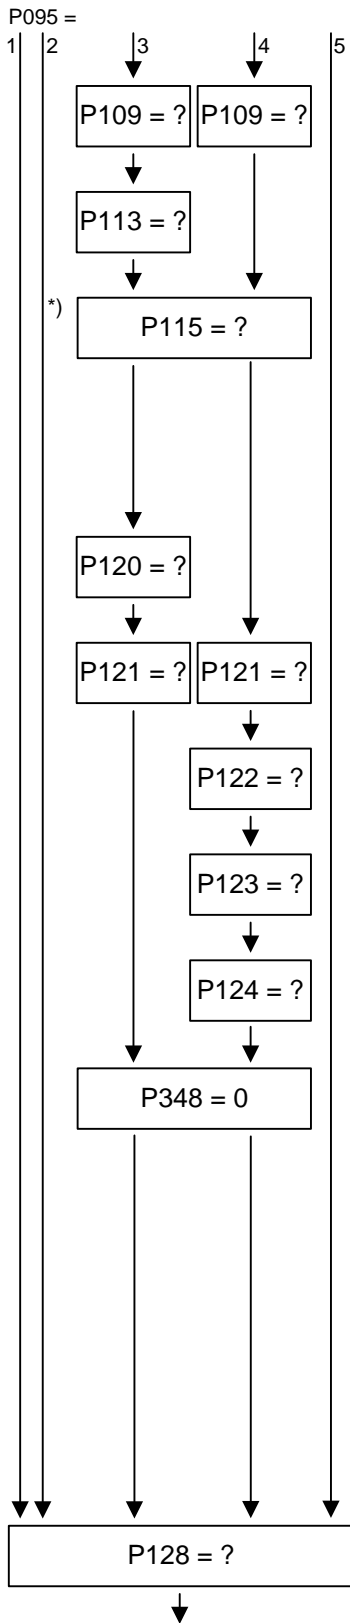 P095 =
1 2 3 4 5
P109 = ? P109 = ?
P113 = ?
*)
P115 = ?
P120 = ?
P121 = ? P121 = ?
P122 = ?
P123 = ?
P124 = ?
P348 = 0
P128 = ?